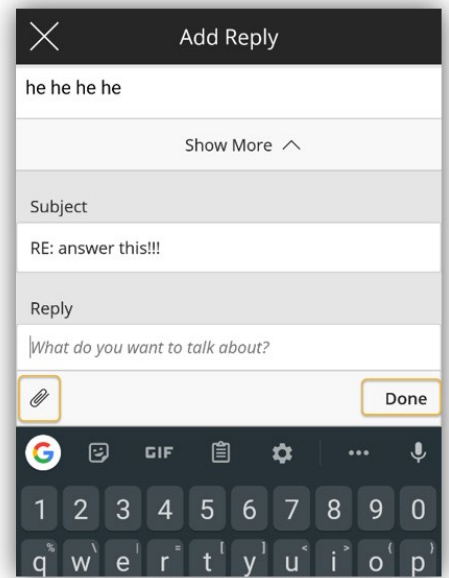 Add Reply
he he he he
Show More
Subject
RE: answer this!!!
Reply
What do you want to talk about?
Done
G GIF
1 2 3 4 5 6 7 8 9 0
q% w\ e| r= t[ y] u< i> o{ p}